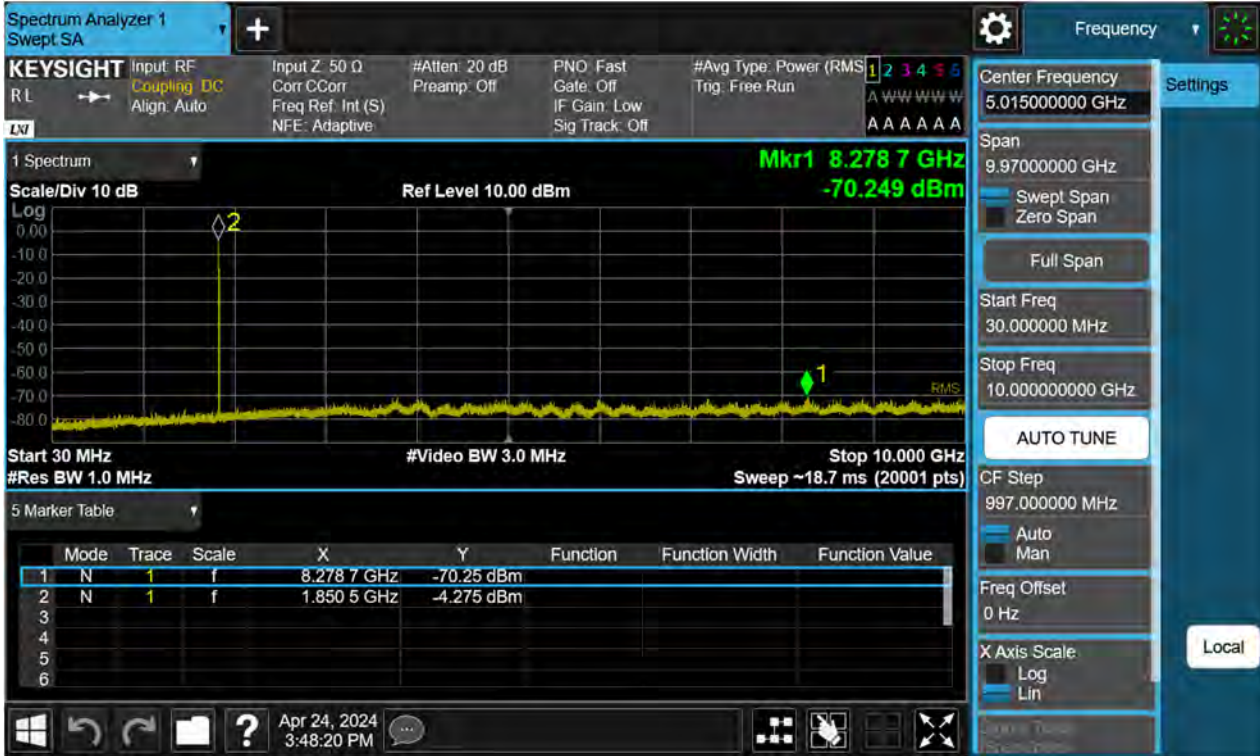 Spectrum Analyzer 1
Swept SA
+
Frequency
KEYSIGHT
RL
LXI
Input: RF
Coupling: DC
Align: Auto
Input Z: 50 Ω
Corr CCorr
Freq Ref: Int (S)
NFE: Adaptive
#Atten: 20 dB
Preamp: Off
PNO: Fast
Gate: Off
IF Gain: Low
Sig Track: Off
#Avg Type: Power (RMS
Trig: Free Run
1 2 3 4 5 6
A W W W W W
A A A A A A
1 Spectrum
Scale/Div 10 dB
Ref Level 10.00 dBm
Mkr1 8.278 7 GHz
-70.249 dBm
Log
0.00
-10.0
-20.0
-30.0
-40.0
-50.0
-60.0
-70.0
-80.0
2
1
RMS
Start 30 MHz
#Video BW 3.0 MHz
Stop 10.000 GHz
#Res BW 1.0 MHz
Sweep ~18.7 ms (20001 pts)
5 Marker Table
Mode Trace Scale X Y Function Function Width Function Value
1 N 1 f 8.278 7 GHz -70.25 dBm
2 N 1 f 1.850 5 GHz -4.275 dBm
3
4
5
6
?
Apr 24, 2024
3:48:20 PM
Center Frequency
5.015000000 GHz
Settings
Span
9.97000000 GHz
Swept Span
Zero Span
Full Span
Start Freq
30.000000 MHz
Stop Freq
10.000000000 GHz
AUTO TUNE
CF Step
997.000000 MHz
Auto
Man
Freq Offset
0 Hz
X Axis Scale
Log
Lin
Local